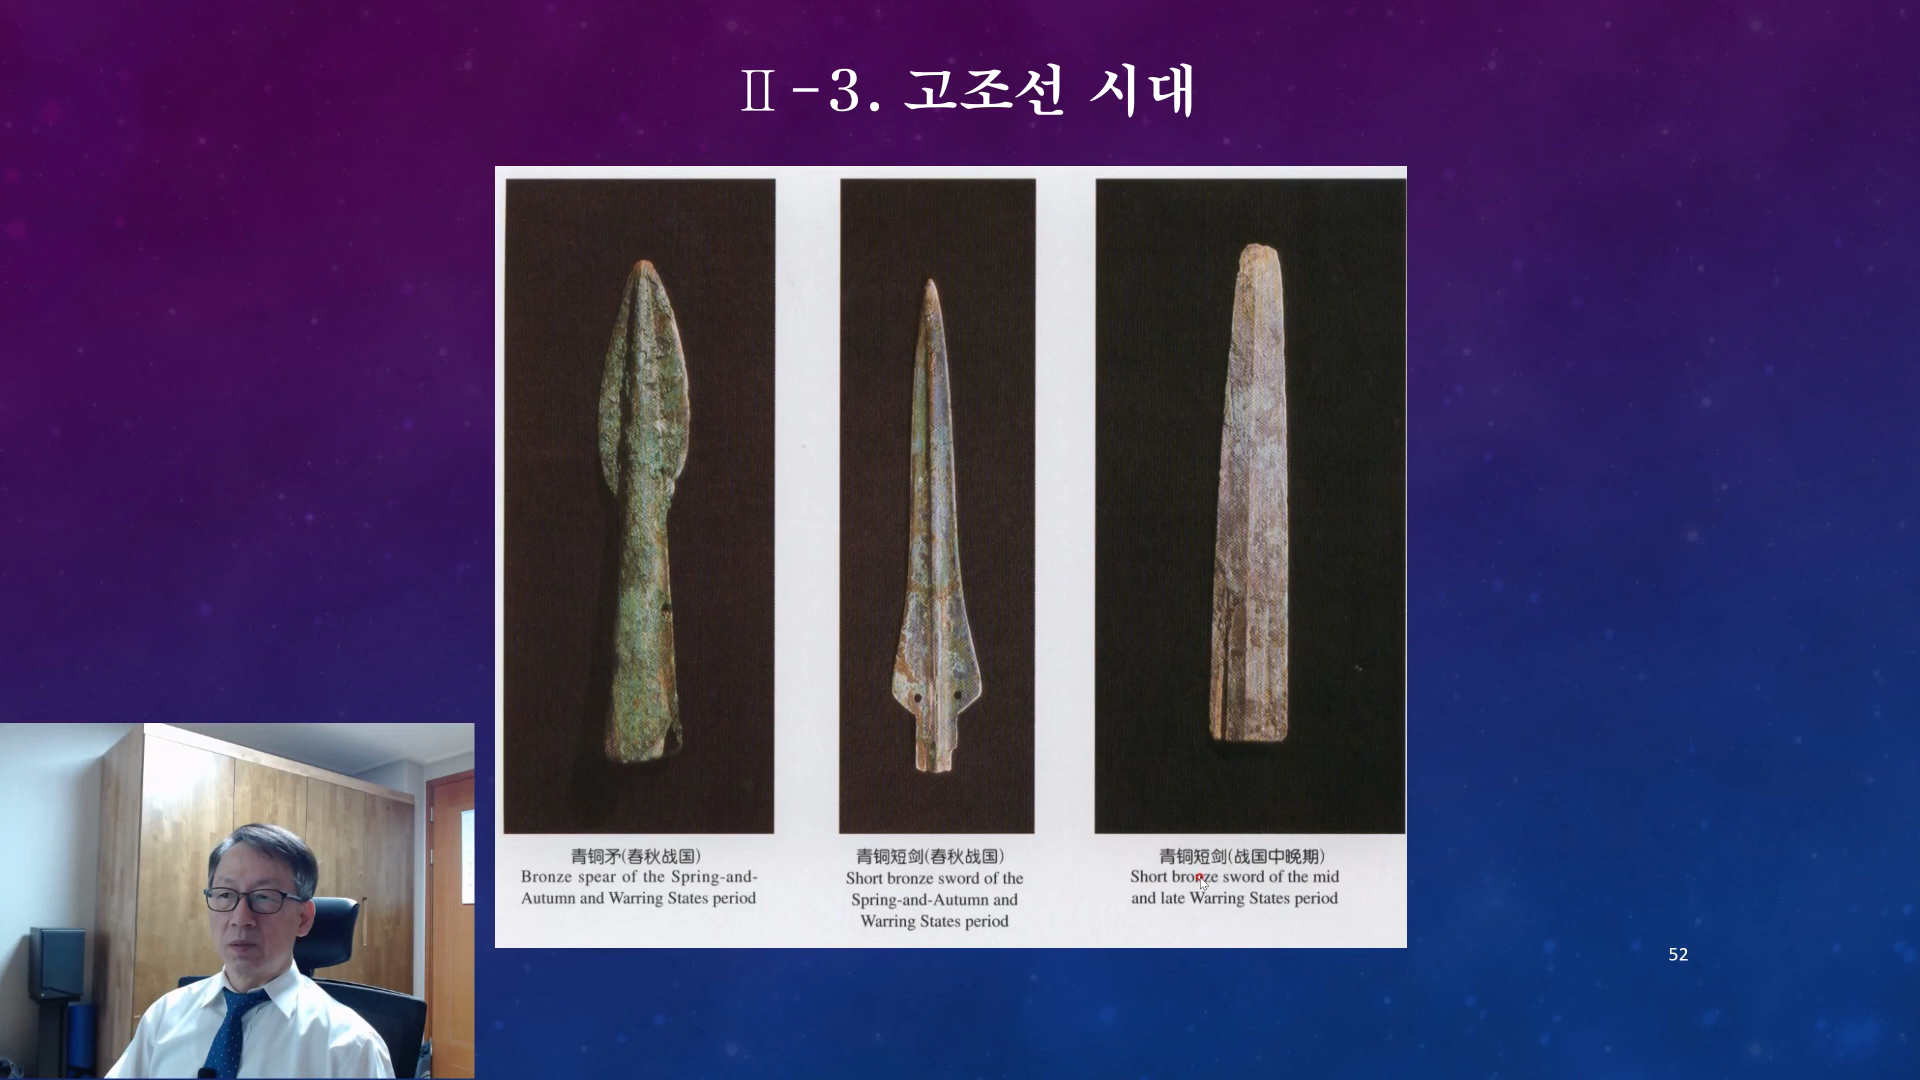 Ⅱ-3. 고조선 시대
青铜矛(春秋战国)
Bronze spear of the Spring-and-
Autumn and Warring States period
青铜短剑(春秋战国)
Short bronze sword of the
Spring-and-Autumn and
Warring States period
青铜短剑(战国中晚期)
Short bronze sword of the mid
and late Warring States period
52